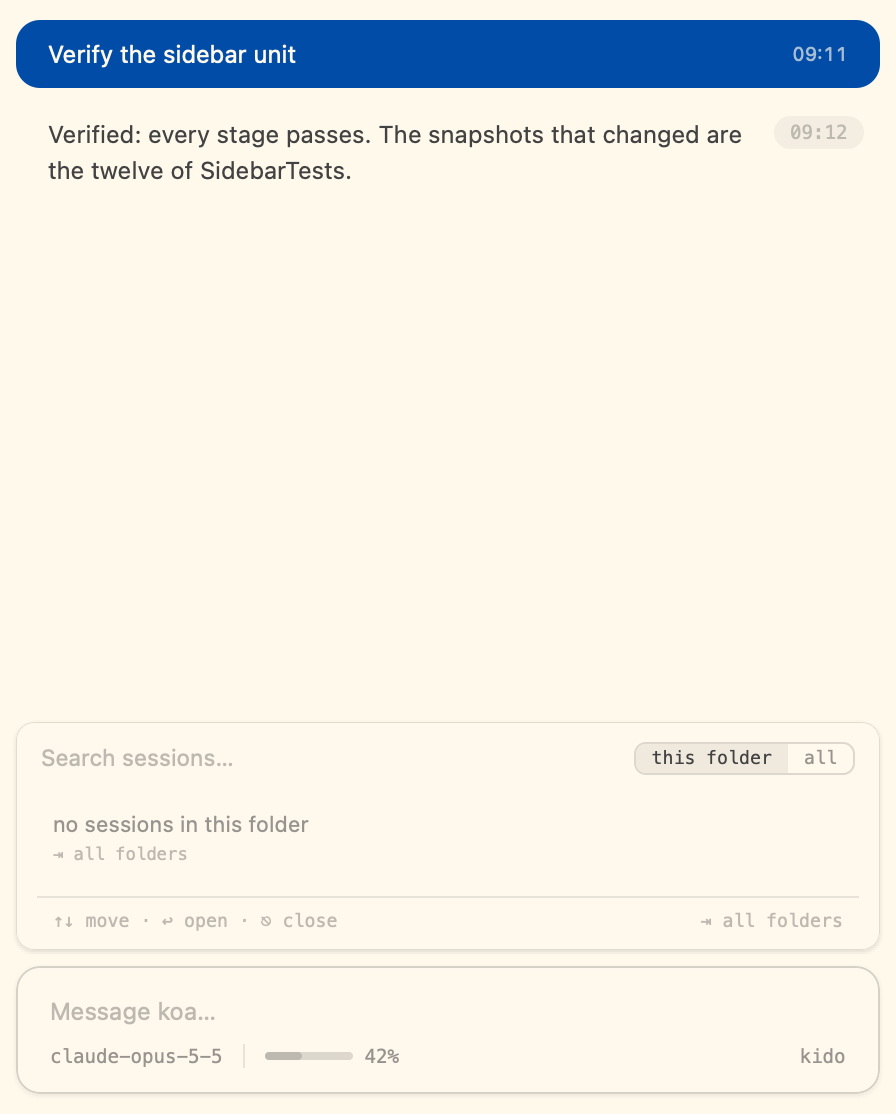 Verify the sidebar unit 09:11
Verified: every stage passes. The snapshots that changed are 09:12
the twelve of SidebarTests.
Search sessions… this folder all
no sessions in this folder
⇥ all folders
↑↓ move · ↩ open · ⎋ close ⇥ all folders
Message koa…
claude-opus-5-5 42% kido